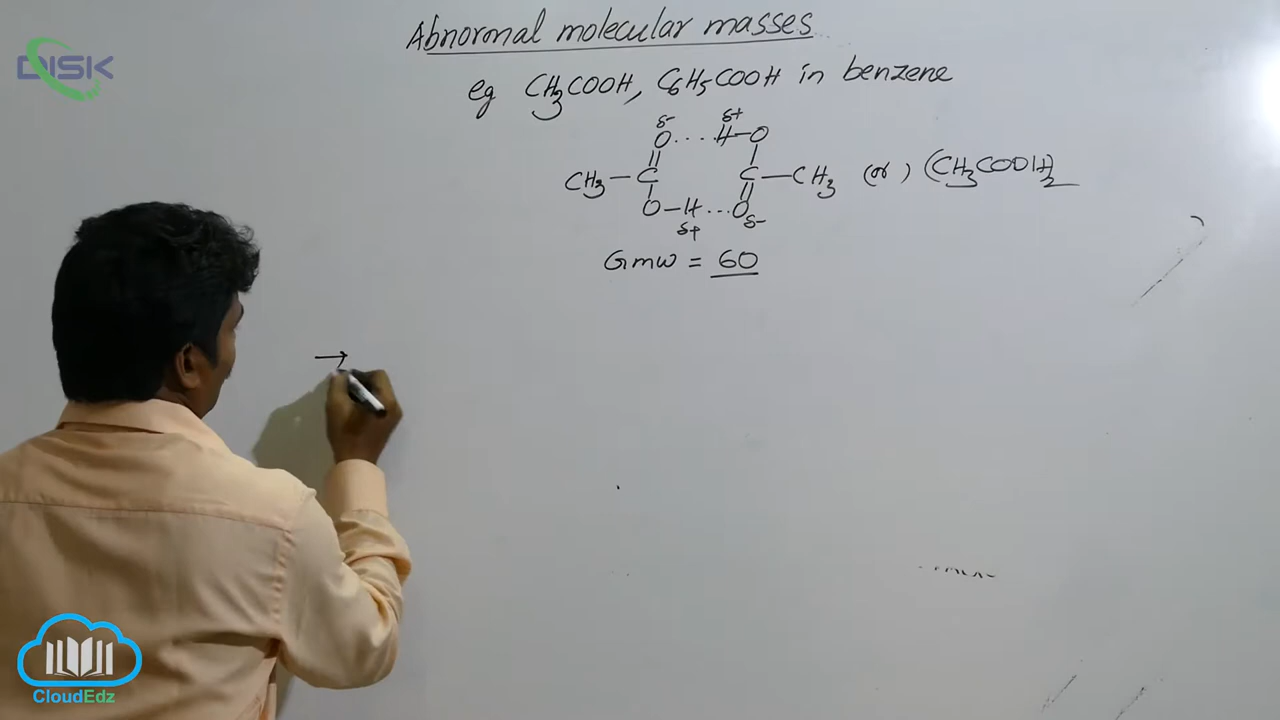 DISK
Abnormal molecular masses
eg CH3COOH, C6H5COOH in benzene
δ- δ+
O....H-O
CH3-C C-CH3 (or) (CH3COOH)2
O-H...O
δ+ δ-
Gmw = 60
→
CloudEdz